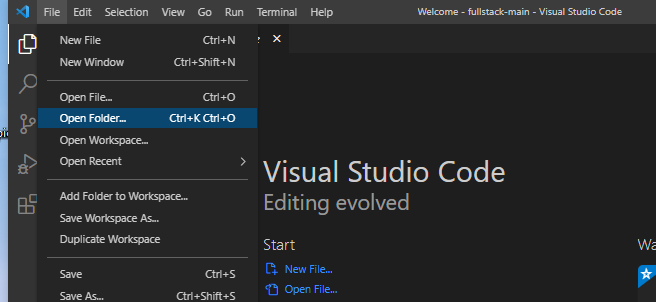 File Edit Selection View Go Run Terminal Help Welcome - fullstack-main - Visual Studio Code
New File Ctrl+N
New Window Ctrl+Shift+N
Open File... Ctrl+O
Open Folder... Ctrl+K Ctrl+O
Open Workspace...
Open Recent
Add Folder to Workspace...
Save Workspace As...
Duplicate Workspace
Save Ctrl+S
Save As... Ctrl+Shift+S
Visual Studio Code
Editing evolved
Start
New File...
Open File...